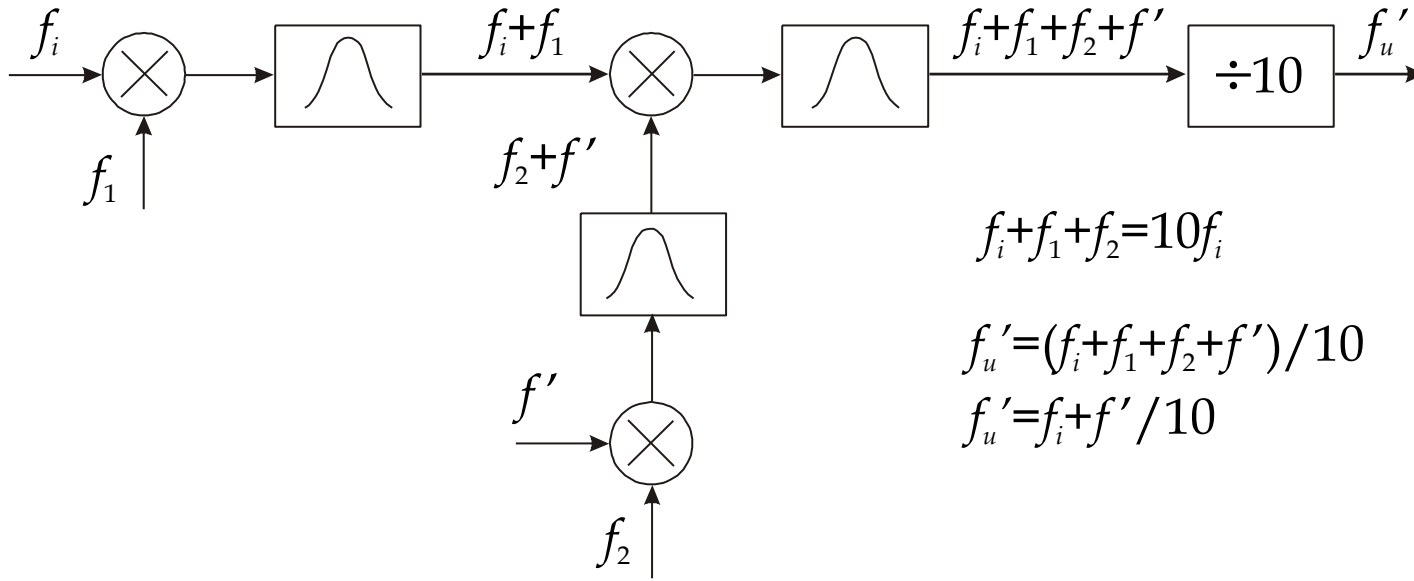 fᵢ
fᵢ+f₁
fᵢ+f₁+f₂+f′
÷10
fᵤ′
f₁
f₂+f′
fᵢ+f₁+f₂=10fᵢ
fᵤ′=(fᵢ+f₁+f₂+f′)/10
f′
fᵤ′=fᵢ+f′/10
f₂